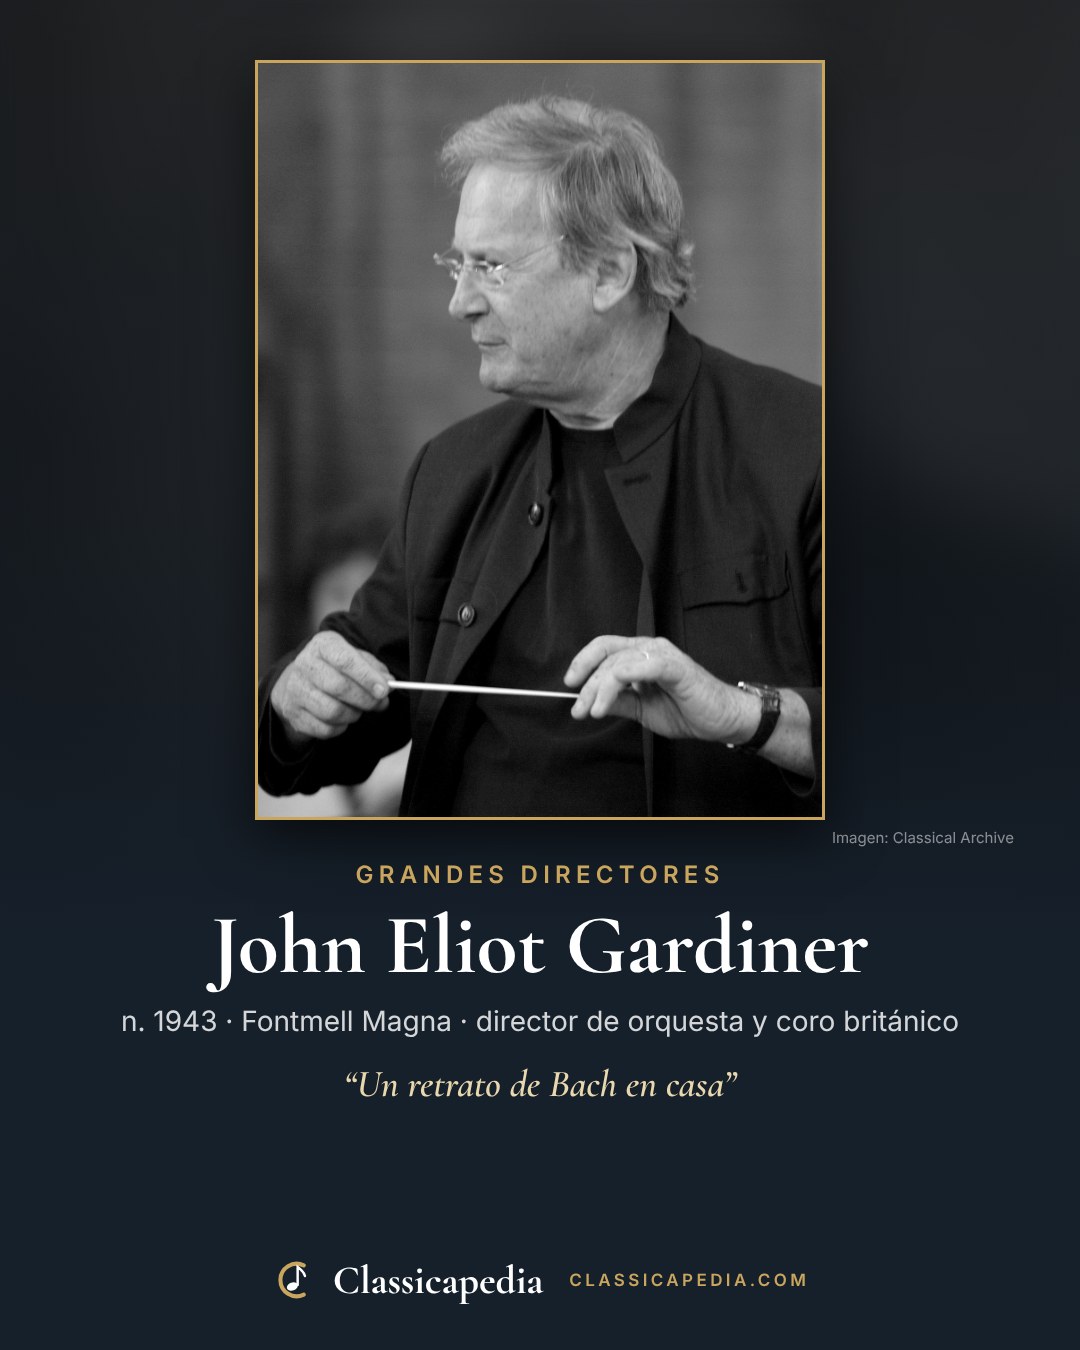 Imagen: Classical Archive
GRANDES DIRECTORES
John Eliot Gardiner
n. 1943 · Fontmell Magna · director de orquesta y coro británico
“Un retrato de Bach en casa”
Classicapedia CLASSICAPEDIA.COM